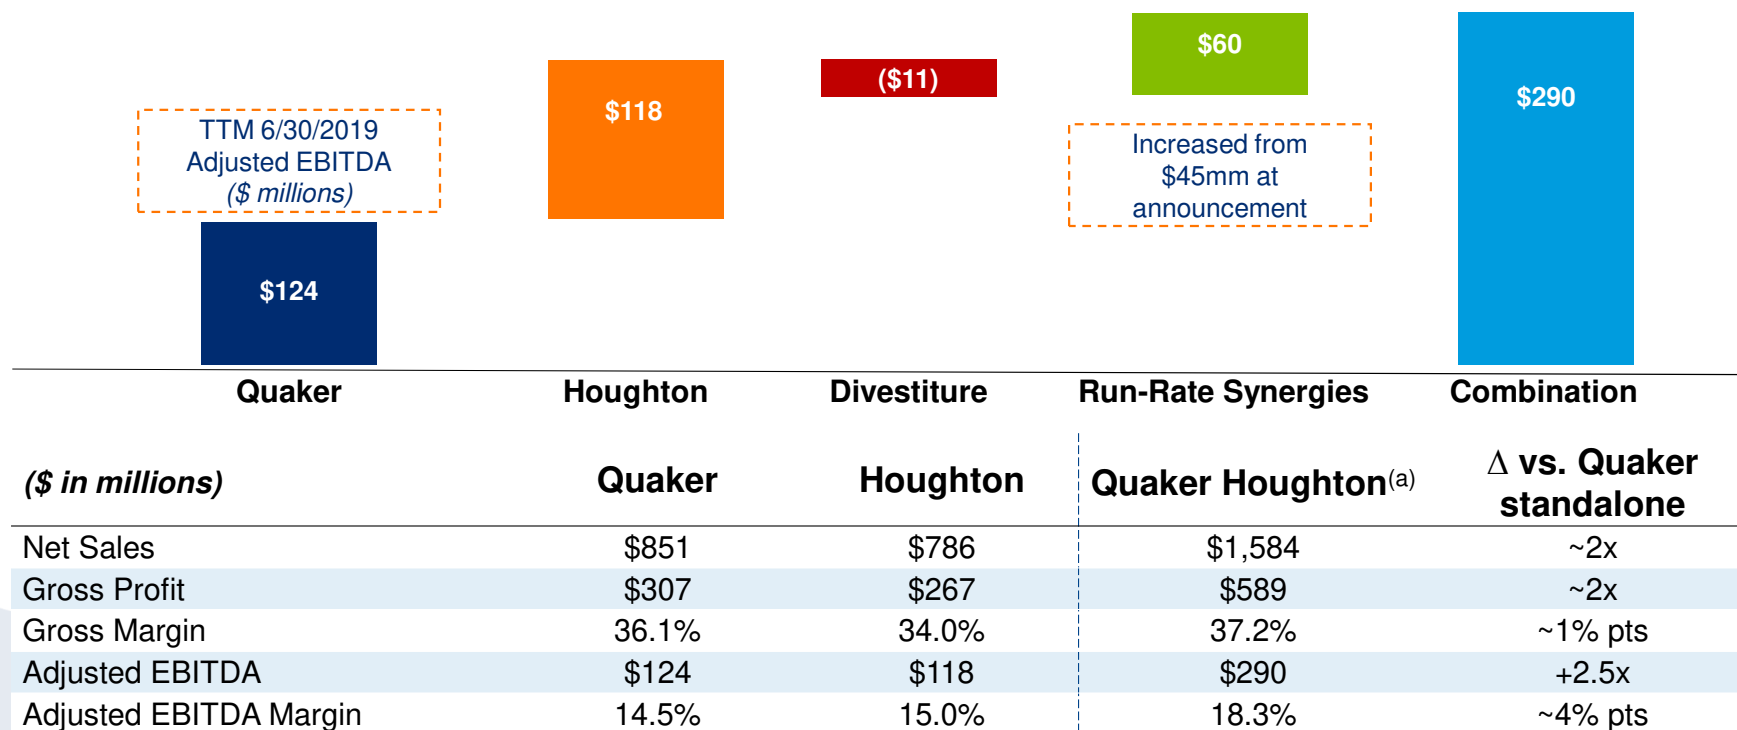 $60
($11)
$290
$118
TTM 6/30/2019
Adjusted EBITDA
($ millions)
Increased from
$45mm at
announcement
$124
Quaker Houghton Divestiture Run-Rate Synergies Combination
($ in millions) Quaker Houghton Quaker Houghton(a) Δ vs. Quaker standalone
Net Sales $851 $786 $1,584 ~2x
Gross Profit $307 $267 $589 ~2x
Gross Margin 36.1% 34.0% 37.2% ~1% pts
Adjusted EBITDA $124 $118 $290 +2.5x
Adjusted EBITDA Margin 14.5% 15.0% 18.3% ~4% pts